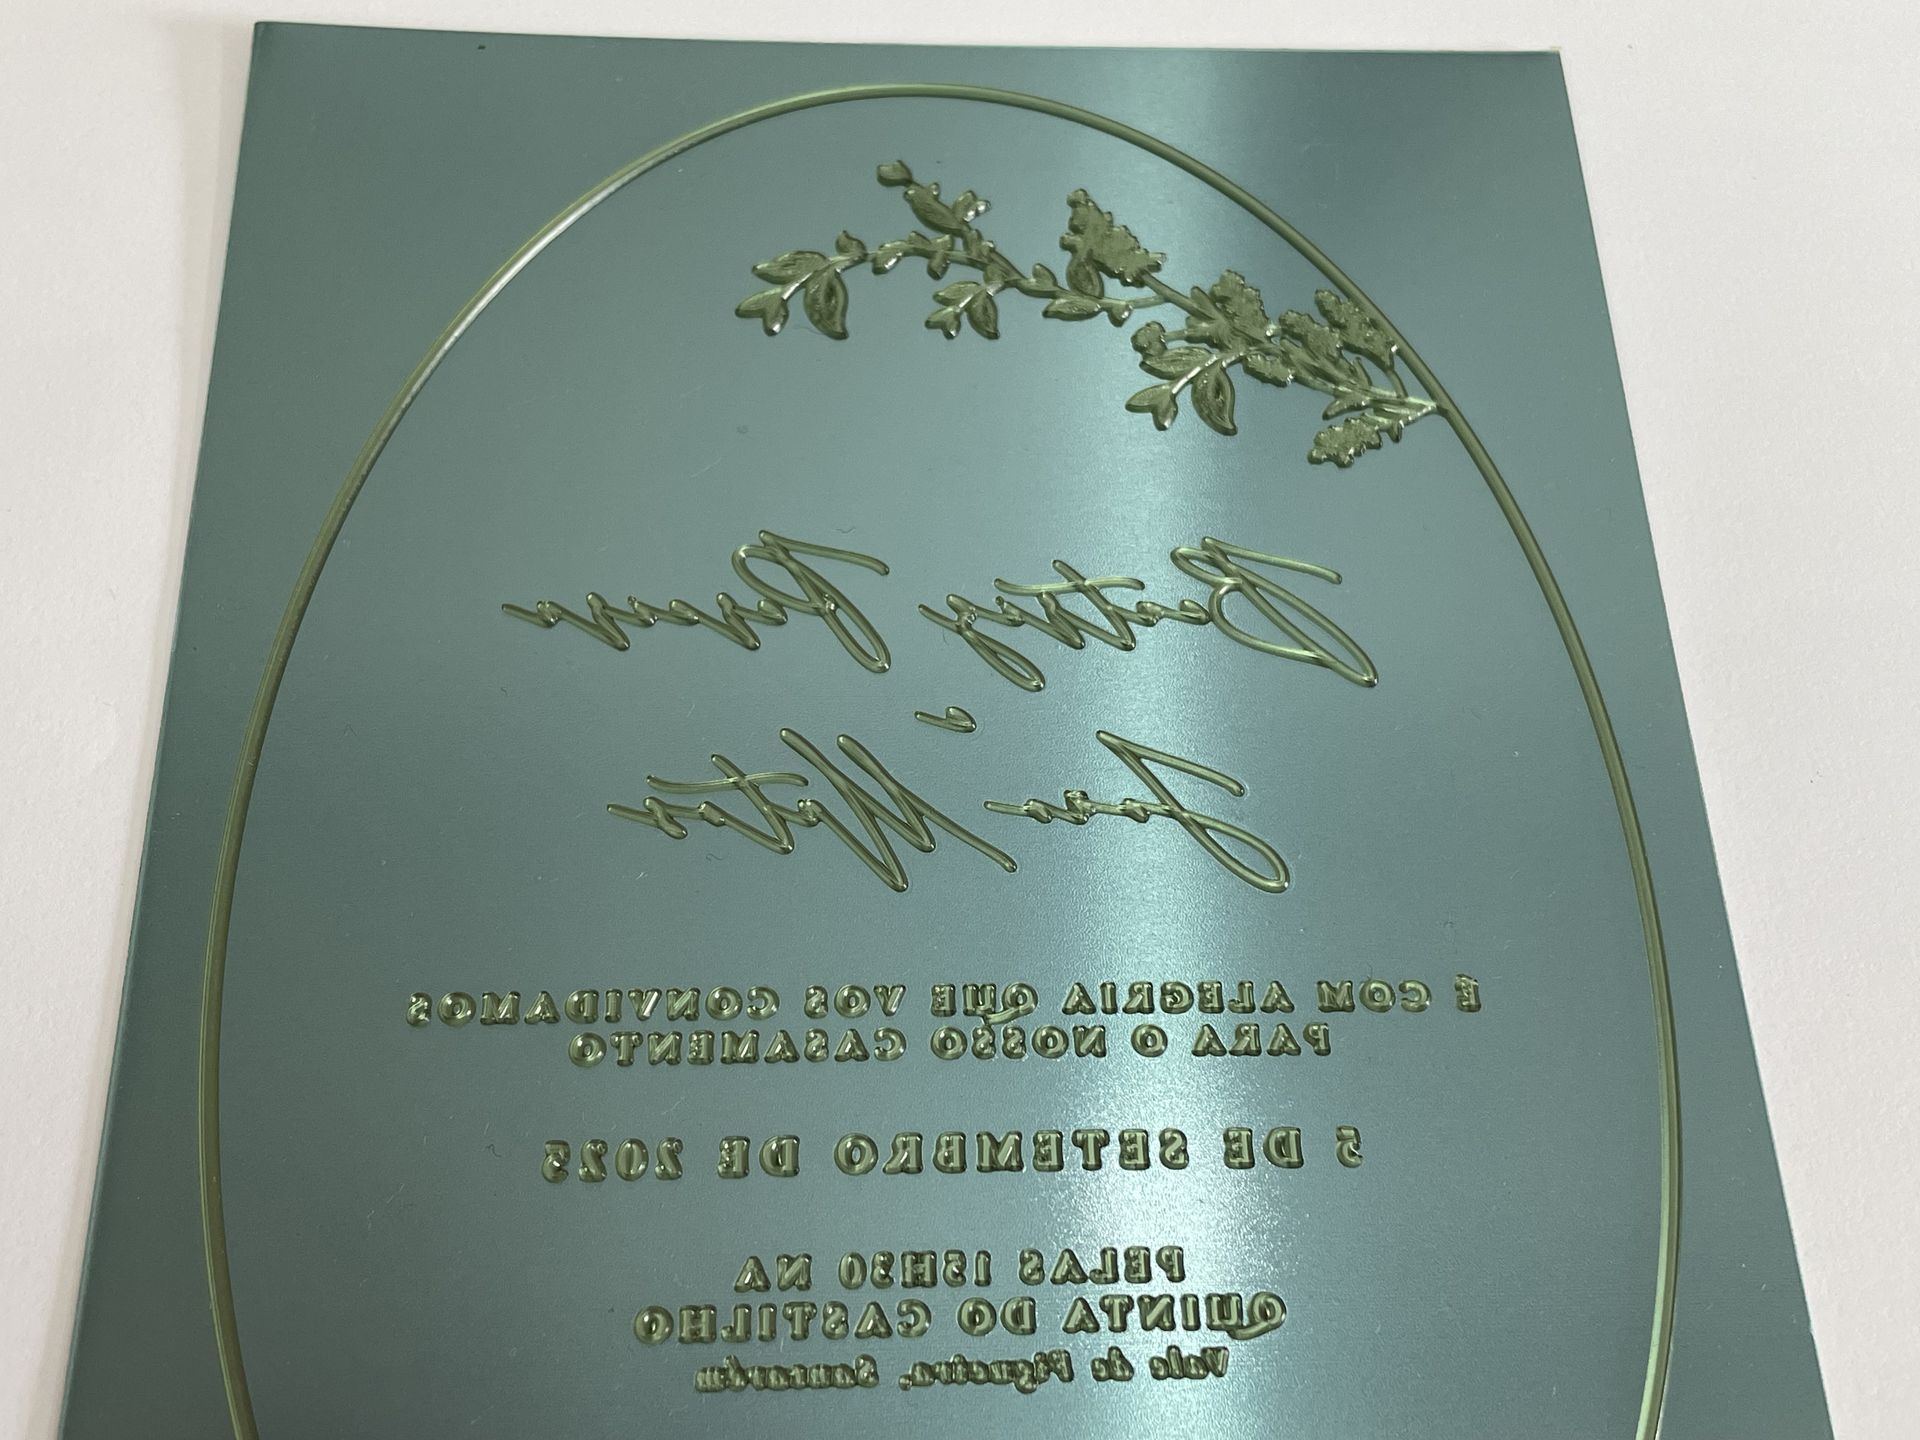 É COM ALEGRIA QUE VOS CONVIDAMOS
PARA O NOSSO CASAMENTO
5 DE SETEMBRO DE 2025
PELAS 15H30 NA
QUINTA DO CASTILHO
Vale de Figueira, Santarém